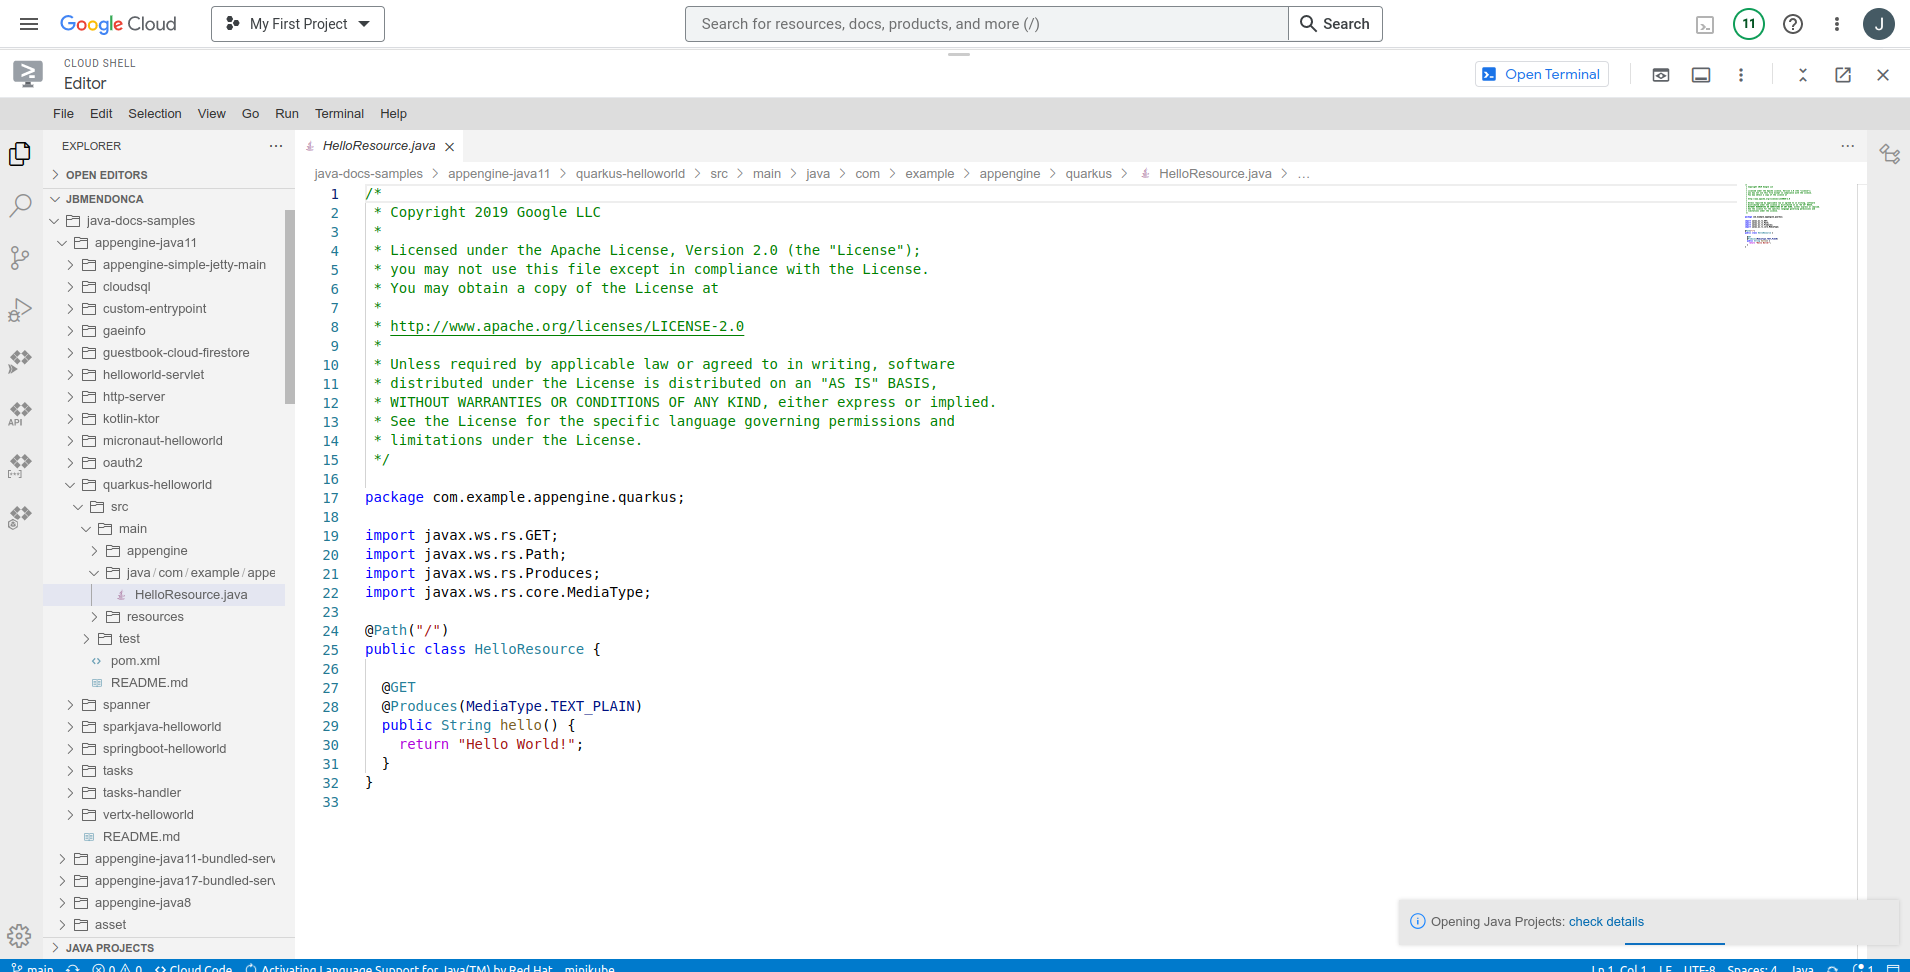 Google Cloud
My First Project
Search for resources, docs, products, and more (/)
Search
11
J
CLOUD SHELL
Editor
Open Terminal
File Edit Selection View Go Run Terminal Help
EXPLORER
OPEN EDITORS
JBMENDONCA
java-docs-samples
appengine-java11
appengine-simple-jetty-main
cloudsql
custom-entrypoint
gaeinfo
guestbook-cloud-firestore
helloworld-servlet
http-server
kotlin-ktor
micronaut-helloworld
oauth2
quarkus-helloworld
src
main
appengine
java/com/example/appe
HelloResource.java
resources
test
pom.xml
README.md
spanner
sparkjava-helloworld
springboot-helloworld
tasks
tasks-handler
vertx-helloworld
README.md
appengine-java11-bundled-serv
appengine-java17-bundled-serv
appengine-java8
asset
JAVA PROJECTS
API
HelloResource.java
java-docs-samples > appengine-java11 > quarkus-helloworld > src > main > java > com > example > appengine > quarkus > HelloResource.java > ...
1 /*
2 * Copyright 2019 Google LLC
3 *
4 * Licensed under the Apache License, Version 2.0 (the "License");
5 * you may not use this file except in compliance with the License.
6 * You may obtain a copy of the License at
7 *
8 * http://www.apache.org/licenses/LICENSE-2.0
9 *
10 * Unless required by applicable law or agreed to in writing, software
11 * distributed under the License is distributed on an "AS IS" BASIS,
12 * WITHOUT WARRANTIES OR CONDITIONS OF ANY KIND, either express or implied.
13 * See the License for the specific language governing permissions and
14 * limitations under the License.
15 */
16
17 package com.example.appengine.quarkus;
18
19 import javax.ws.rs.GET;
20 import javax.ws.rs.Path;
21 import javax.ws.rs.Produces;
22 import javax.ws.rs.core.MediaType;
23
24 @Path("/")
25 public class HelloResource {
26
27 @GET
28 @Produces(MediaType.TEXT_PLAIN)
29 public String hello() {
30 return "Hello World!";
31 }
32 }
33
Opening Java Projects: check details
main 0 0 Cloud Code Activating Language Support for Java(TM) by Red Hat minikube
Ln 1, Col 1 LF UTF-8 Spaces: 4 Java 1